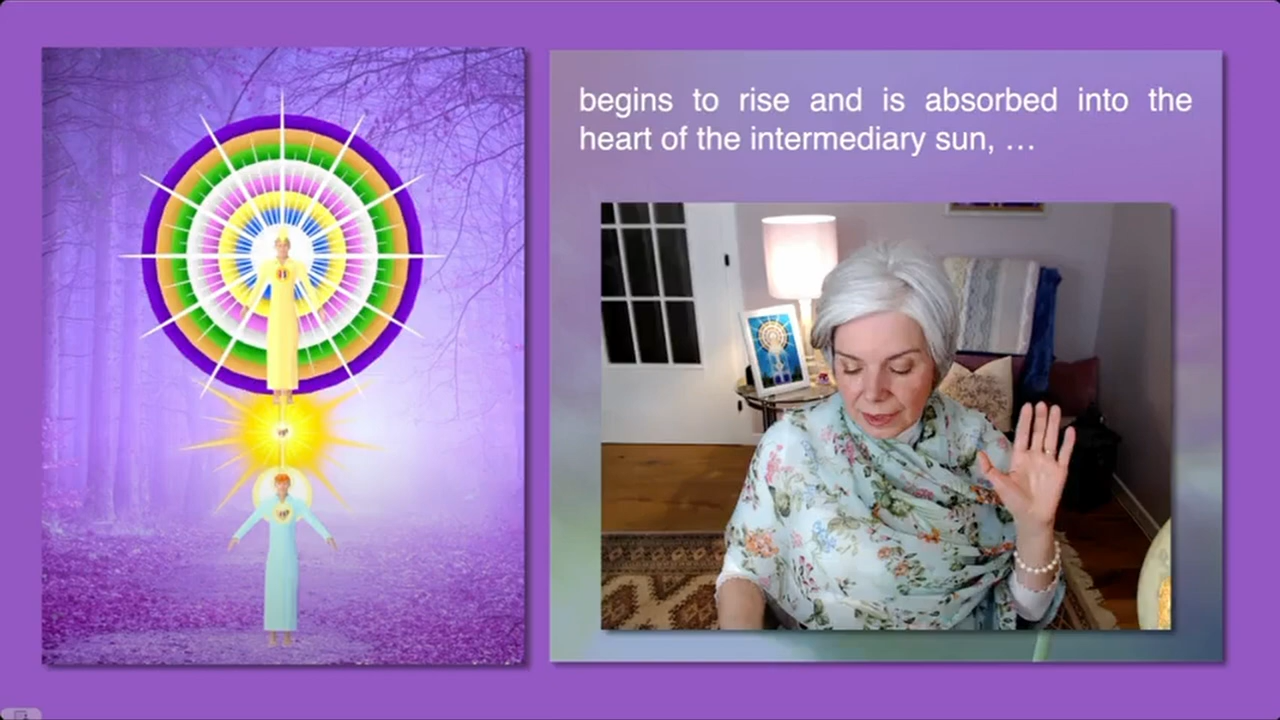 begins to rise and is absorbed into the
heart of the intermediary sun, …